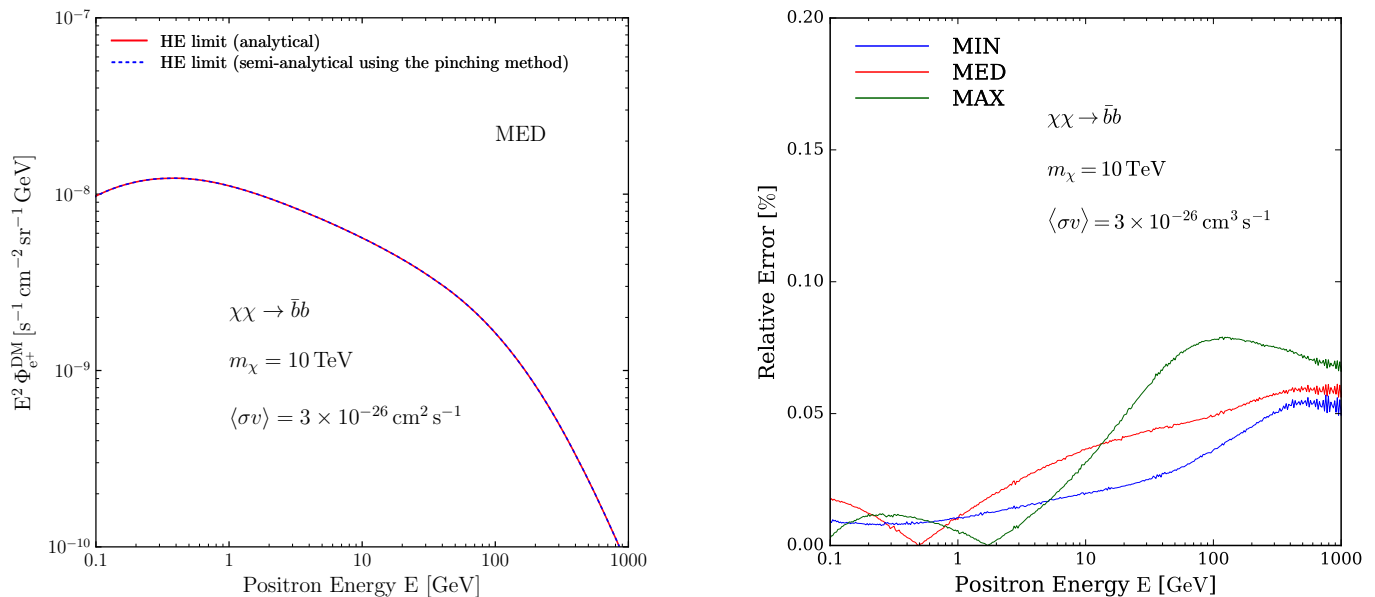 10⁻⁷
HE limit (analytical)
HE limit (semi-analytical using the pinching method)
MED
10⁻⁸
χχ → b̄b
m_χ = 10 TeV
⟨σv⟩ = 3 × 10⁻²⁶ cm² s⁻¹
10⁻⁹
10⁻¹⁰
E² Φ_e⁺^DM [s⁻¹ cm⁻² sr⁻¹ GeV]
0.1 1 10 100 1000
Positron Energy E [GeV]
0.20
MIN
MED
MAX
χχ → b̄b
0.15
m_χ = 10 TeV
⟨σv⟩ = 3 × 10⁻²⁶ cm³ s⁻¹
0.10
0.05
0.00
Relative Error [%]
0.1 1 10 100 1000
Positron Energy E [GeV]